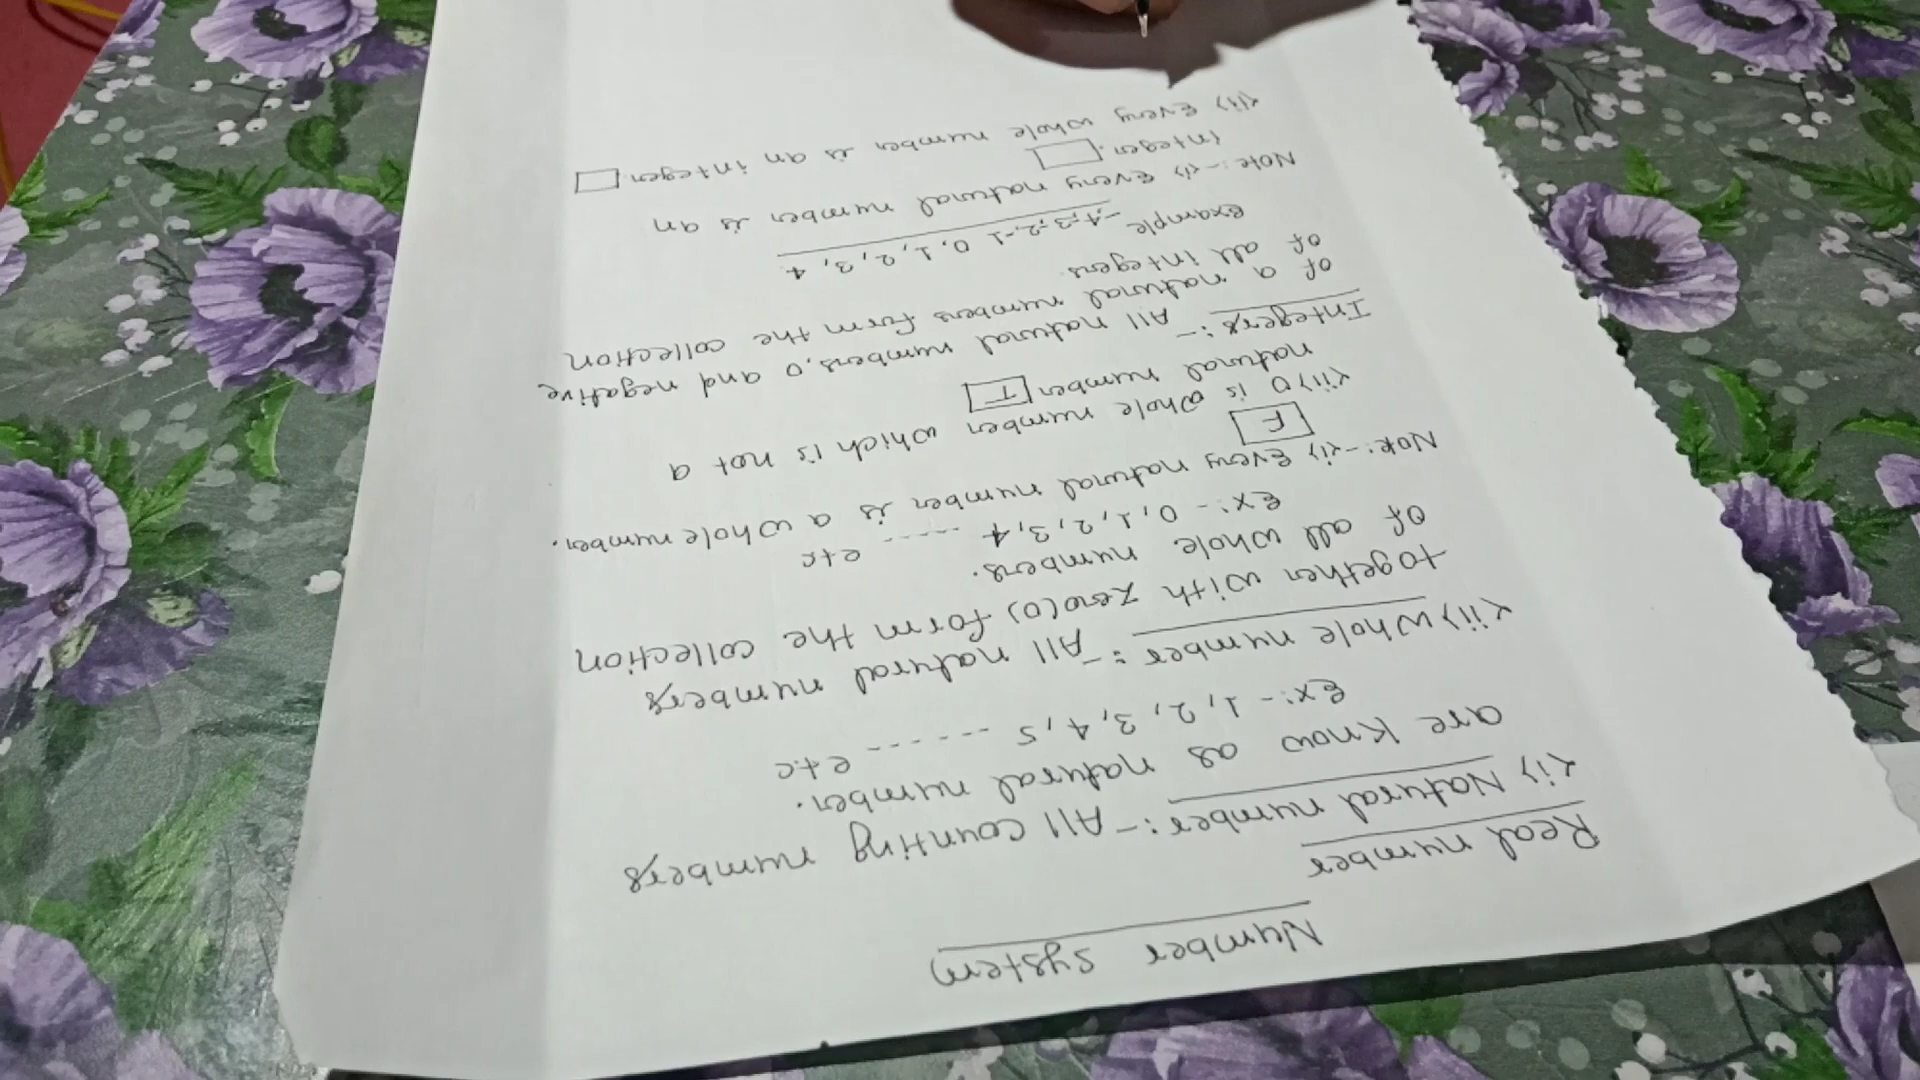 Number system
Real number
<i> Natural number:- All counting numbers
are know as natural number.
Ex:- 1, 2, 3, 4, 5 ------- etc
<ii> Whole number:- All natural numbers
together with zero(0) form the collection
of all whole numbers.
Ex:- 0, 1, 2, 3, 4 ----- etc
Note:-<i> Every natural number is a whole number.
F
<ii> 0 is whole number which is not a
natural number T
Integers:- All natural numbers, 0 and negative
of a natural numbers form the collection
of all integers
Example -4,-3,-2,-1 0, 1, 2, 3, 4
Note:-<i> Every natural number is an
integer.
<ii> Every whole number is an integer.